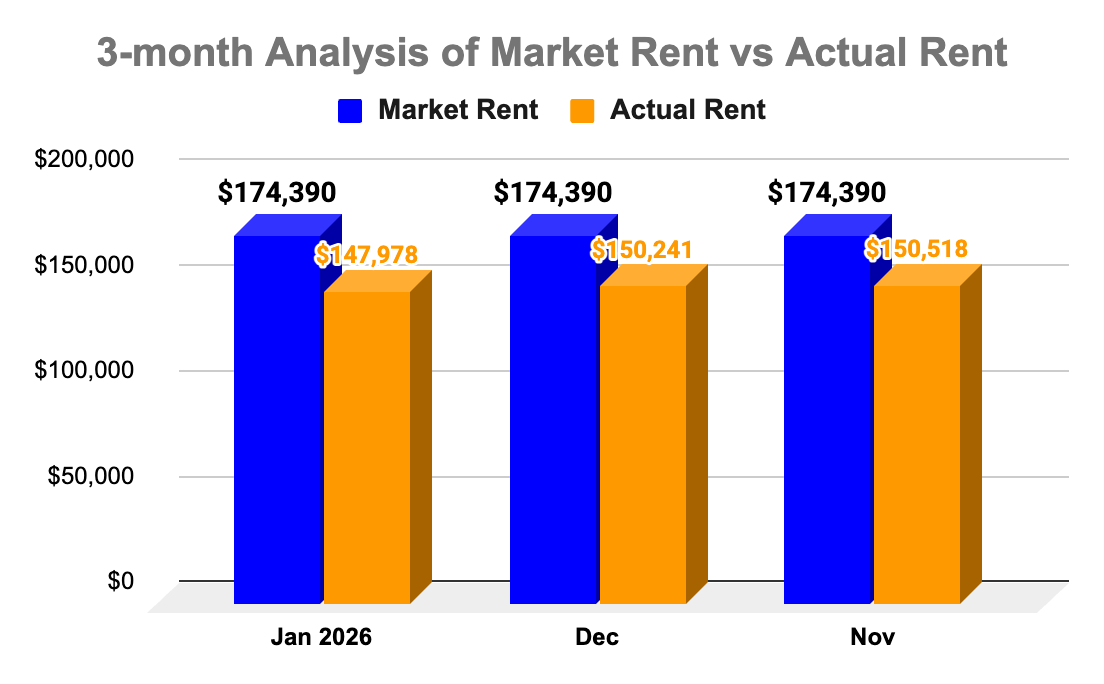 3-month Analysis of Market Rent vs Actual Rent
Market Rent Actual Rent
$200,000
$174,390 $174,390 $174,390
$147,978 $150,241 $150,518
$150,000
$100,000
$50,000
$0
Jan 2026 Dec Nov